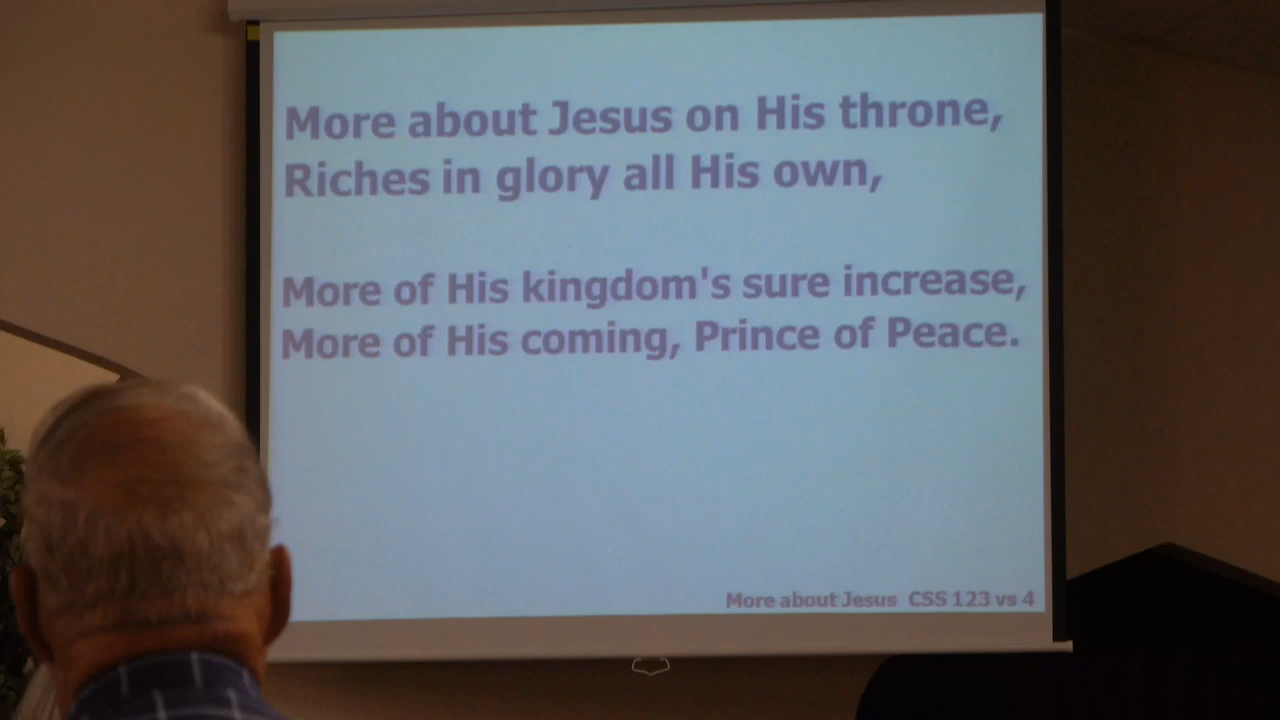 More about Jesus on His throne,
Riches in glory all His own,
More of His kingdom's sure increase,
More of His coming, Prince of Peace.
More about Jesus CSS 123 vs 4